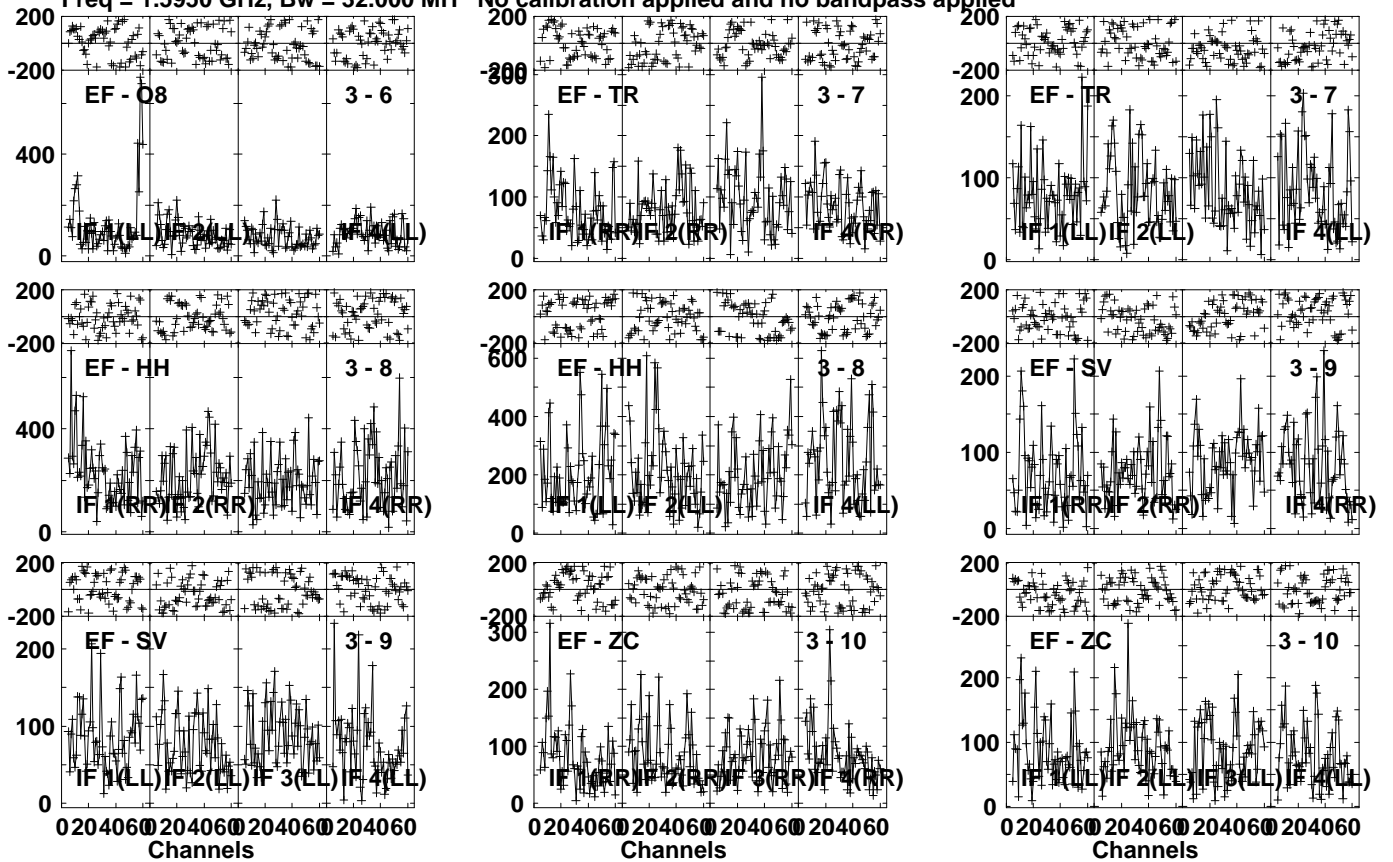 Freq = 1.5950 GHz, Bw = 32.000 MH No calibration applied and no bandpass applied
200
-200
EF - O8 3 - 6
400
0
IF 1(LL) IF 2(LL) IF 4(LL)
200
-200
300
EF - TR 3 - 7
200
100
0
IF 1(RR) IF 2(RR) IF 4(RR)
200
-200
EF - TR 3 - 7
200
100
0
IF 1(LL) IF 2(LL) IF 4(LL)
200
-200
EF - HH 3 - 8
400
0
IF 1(RR) IF 2(RR) IF 4(RR)
200
-200
600
EF - HH 3 - 8
400
200
0
IF 1(LL) IF 2(LL) IF 4(LL)
200
-200
EF - SV 3 - 9
200
100
0
IF 1(RR) IF 2(RR) IF 4(RR)
200
-200
EF - SV 3 - 9
200
100
0
IF 1(LL) IF 2(LL) IF 3(LL) IF 4(LL)
0 20 40 60 0 20 40 60 0 20 40 60 0 20 40 60
Channels
200
-200
300
EF - ZC 3 - 10
200
100
0
IF 1(RR) IF 2(RR) IF 3(RR) IF 4(RR)
0 20 40 60 0 20 40 60 0 20 40 60 0 20 40 60
Channels
200
-200
EF - ZC 3 - 10
200
100
0
IF 1(LL) IF 2(LL) IF 3(LL) IF 4(LL)
0 20 40 60 0 20 40 60 0 20 40 60 0 20 40 60
Channels